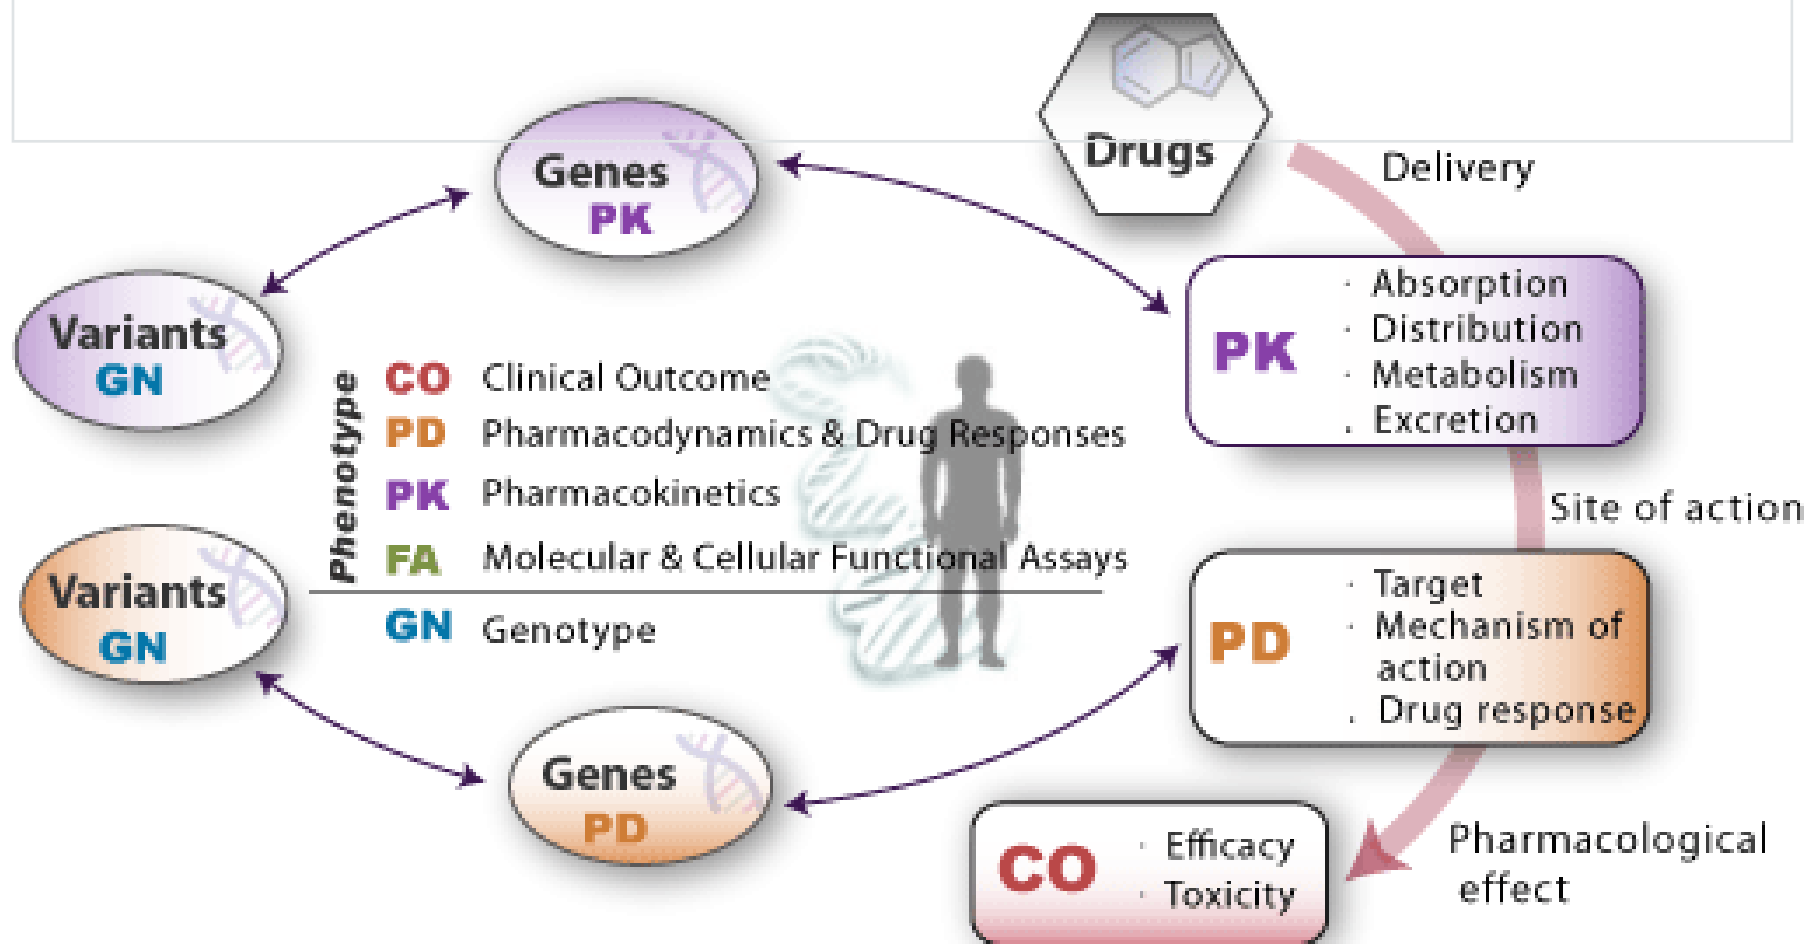 Drugs
Delivery
Genes
PK
Variants
GN
PK
· Absorption
· Distribution
· Metabolism
. Excretion
Phenotype
CO Clinical Outcome
PD Pharmacodynamics & Drug Responses
PK Pharmacokinetics
FA Molecular & Cellular Functional Assays
GN Genotype
Site of action
Variants
GN
PD
· Target
· Mechanism of
action
. Drug response
Genes
PD
CO
· Efficacy
· Toxicity
Pharmacological
effect